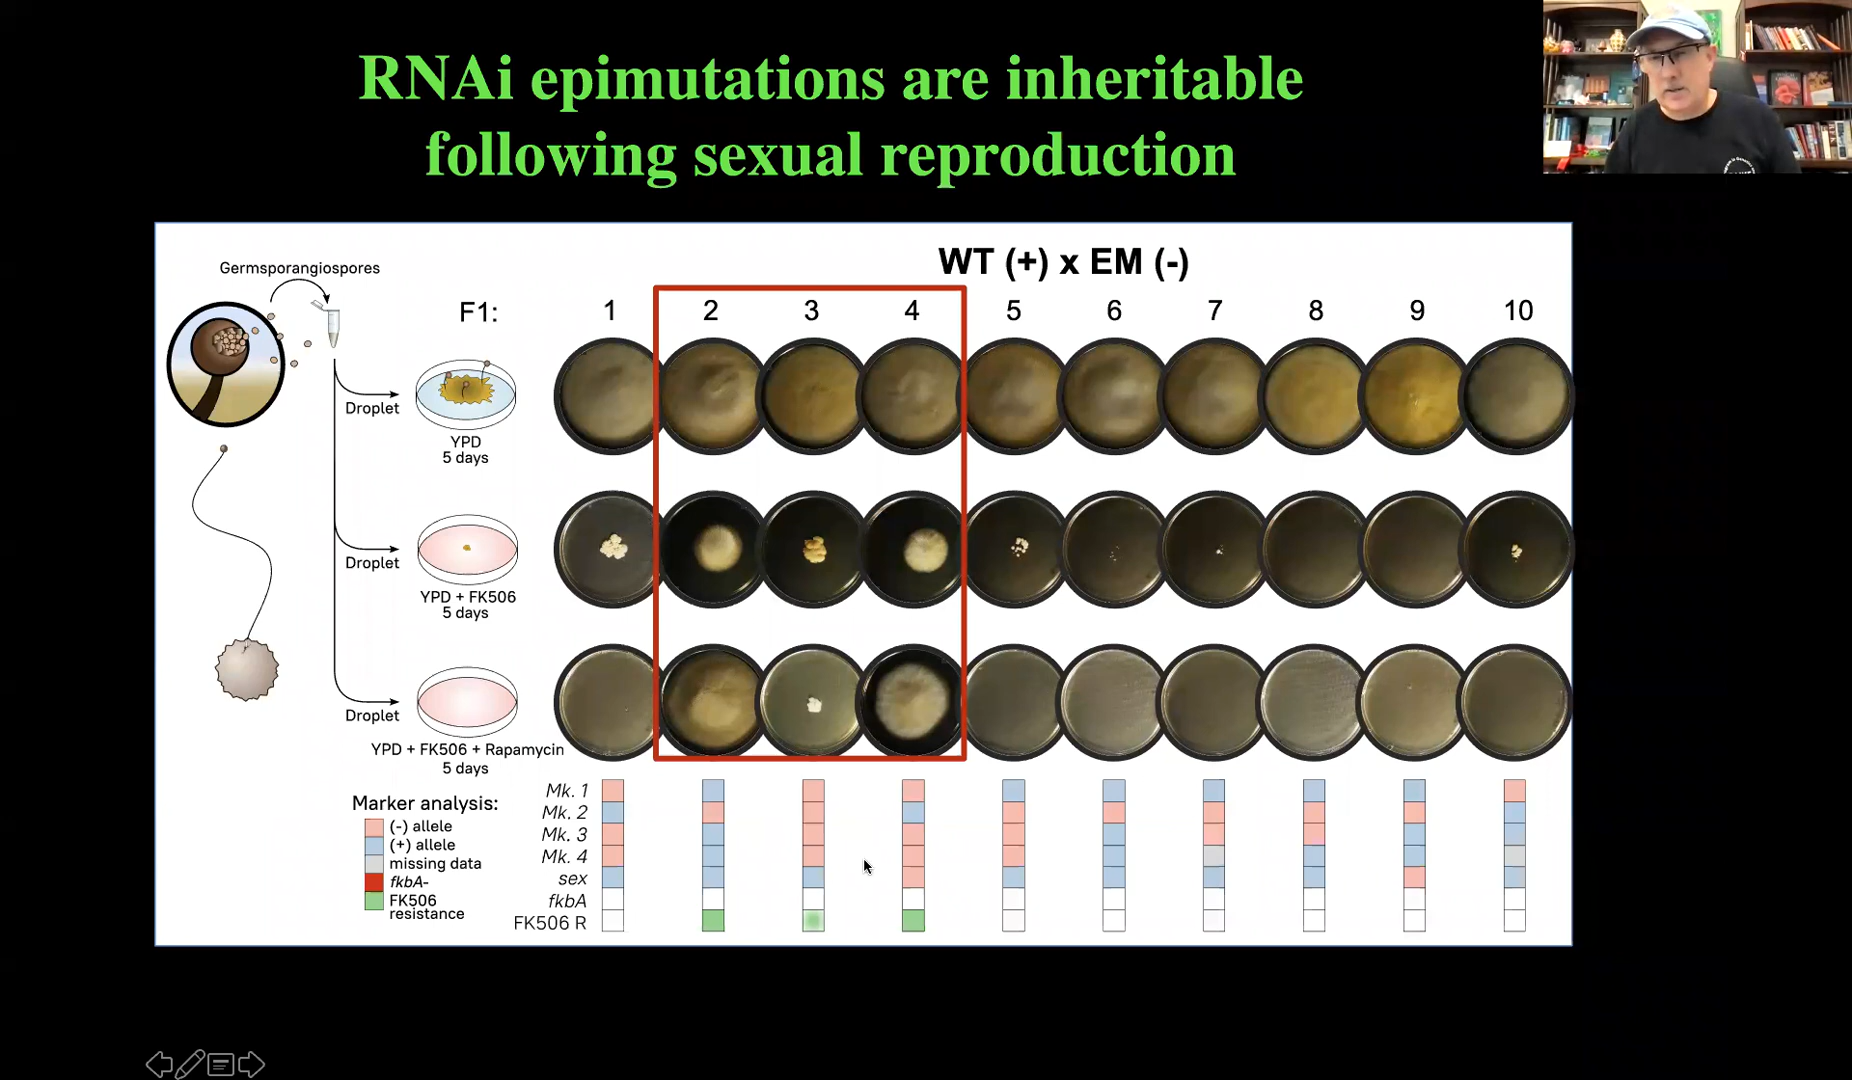 RNAi epimutations are inheritable
following sexual reproduction
WT (+) x EM (-)
Germsporangiospores
F1:
1 2 3 4 5 6 7 8 9 10
Droplet
YPD
5 days
Droplet
YPD + FK506
5 days
Droplet
YPD + FK506 + Rapamycin
5 days
Marker analysis:
(-) allele
(+) allele
missing data
fkbA-
FK506
resistance
Mk. 1
Mk. 2
Mk. 3
Mk. 4
sex
fkbA
FK506 R